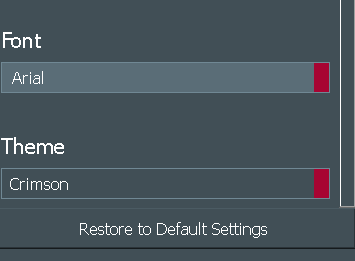 Font
Arial
Theme
Crimson
Restore to Default Settings